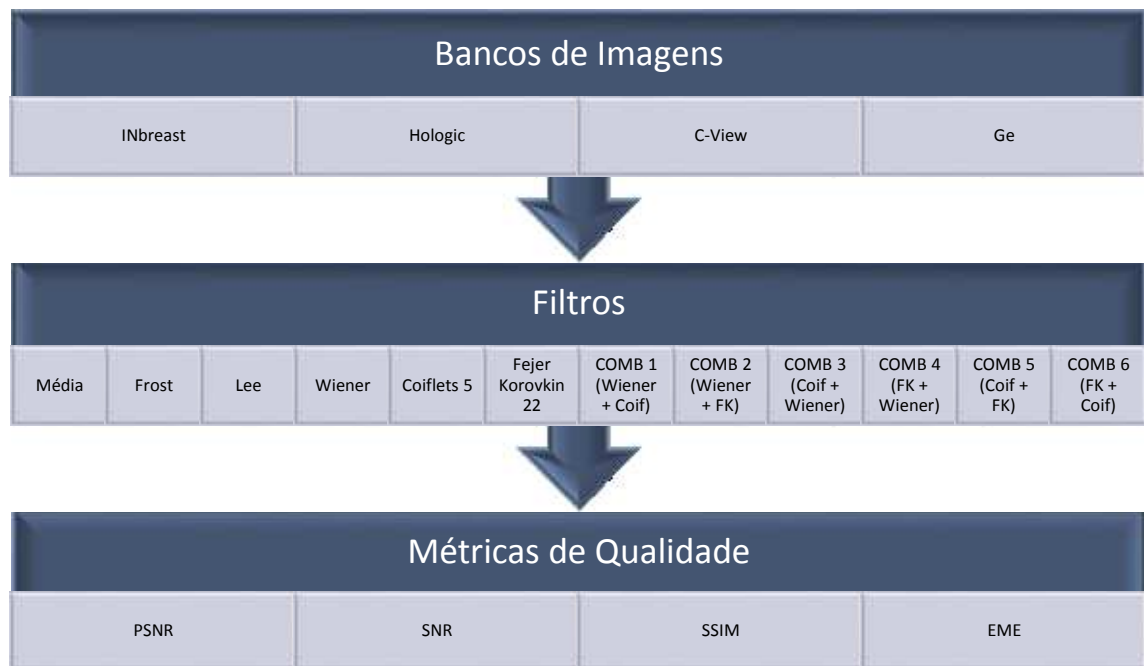 Bancos de Imagens
INbreast
Hologic
C-View
Ge
Filtros
Média
Frost
Lee
Wiener
Coiflets 5
Fejer
Korovkin
22
COMB 1
(Wiener
+ Coif)
COMB 2
(Wiener
+ FK)
COMB 3
(Coif +
Wiener)
COMB 4
(FK +
Wiener)
COMB 5
(Coif +
FK)
COMB 6
(FK +
Coif)
Métricas de Qualidade
PSNR
SNR
SSIM
EME